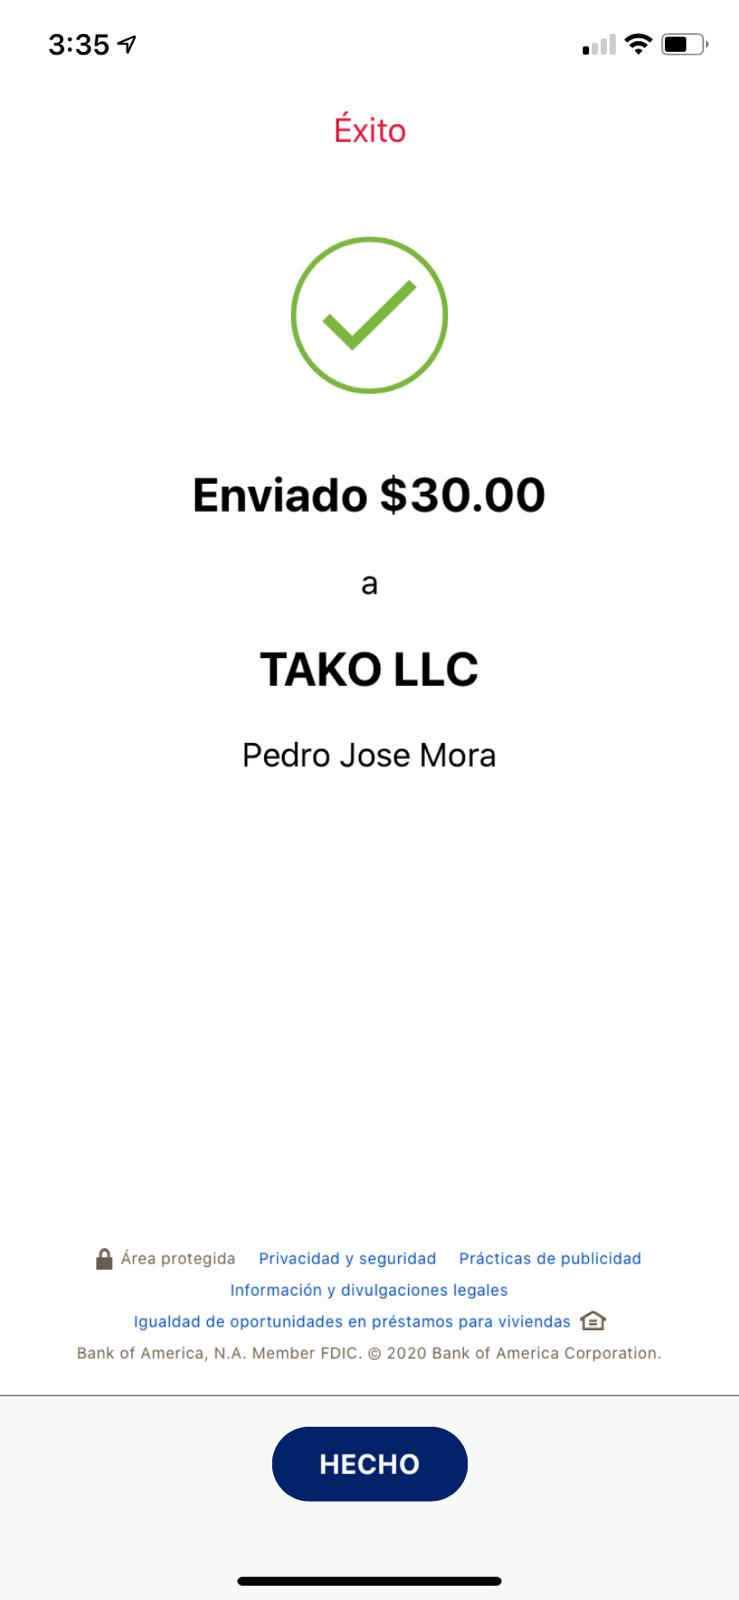 3:35
Éxito
Enviado $30.00
a
TAKO LLC
Pedro Jose Mora
Área protegida Privacidad y seguridad Prácticas de publicidad
Información y divulgaciones legales
Igualdad de oportunidades en préstamos para viviendas
Bank of America, N.A. Member FDIC. © 2020 Bank of America Corporation.
HECHO